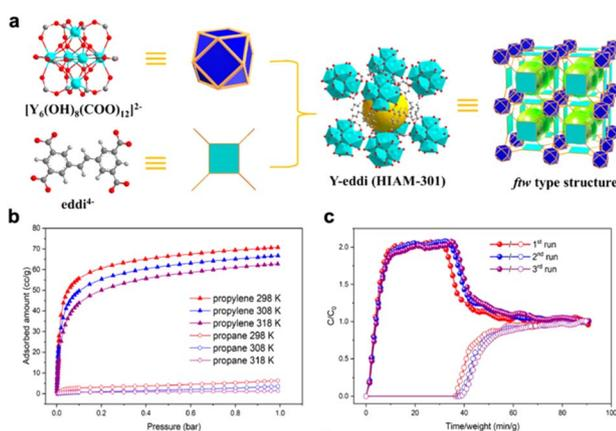 a
[Y6(OH)8(COO)12]2-
eddi4-
Y-eddi (HIAM-301)
ftw type structure
b
Adsorbed amount (cc/g)
80
70
60
50
40
30
20
10
0
propylene 298 K
propylene 308 K
propylene 318 K
propane 298 K
propane 308 K
propane 318 K
0.0 0.2 0.4 0.6 0.8 1.0
Pressure (bar)
c
C/C0
2.0
1.5
1.0
0.5
0.0
1st run
2nd run
3rd run
0 20 40 60 80 100
Time/weight (min/g)